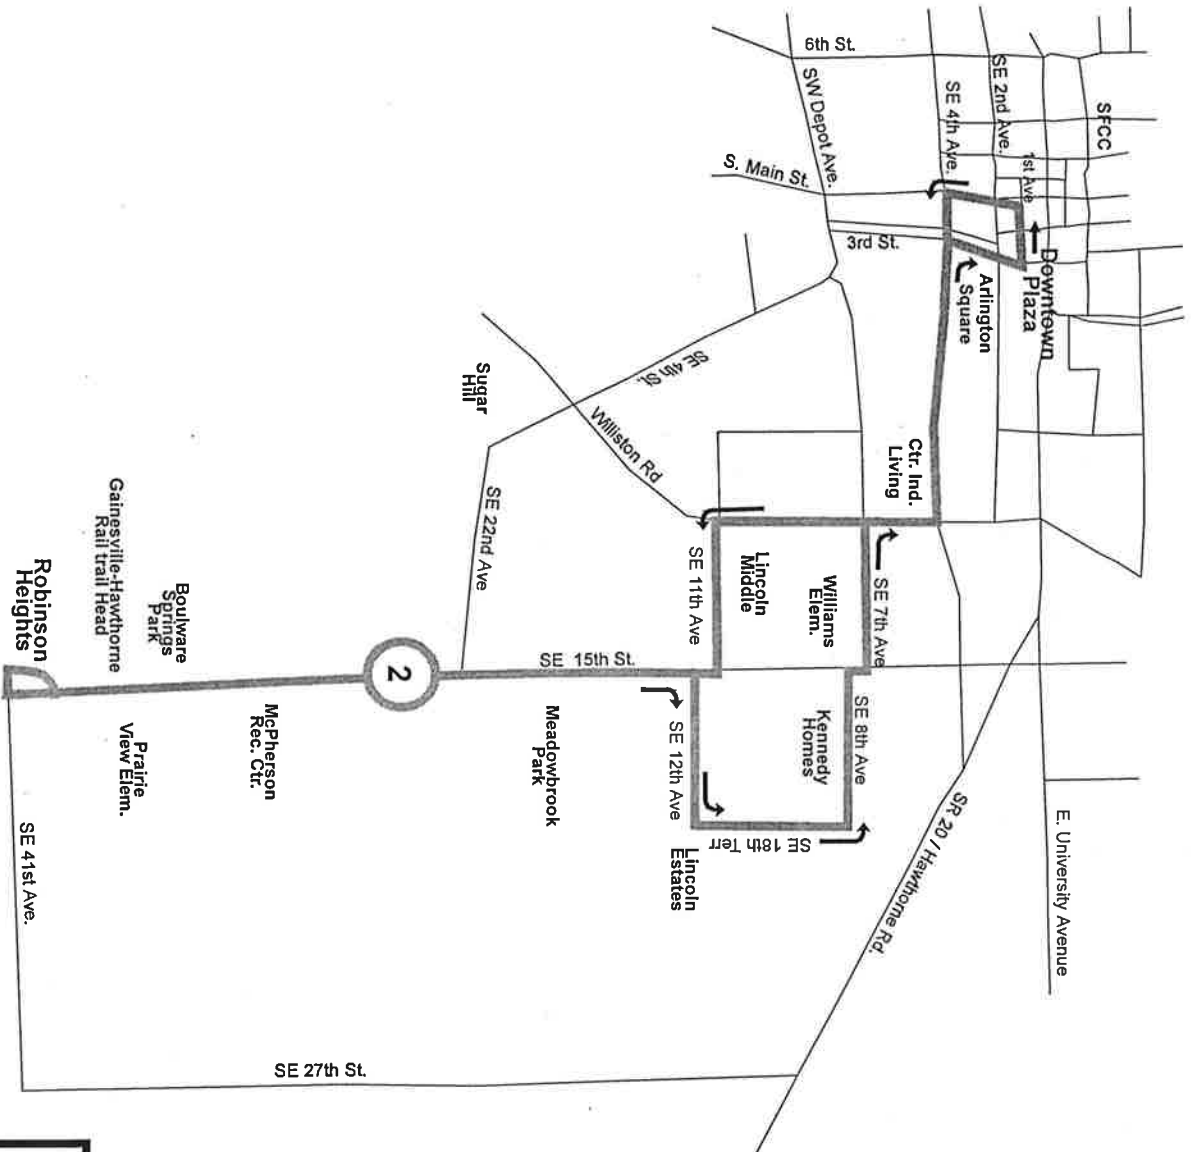 6th St.
SW Depot Ave.
SE 4th Ave.
SE 2nd Ave.
1st Ave
SFCC
S. Main St.
3rd St.
Downtown
Plaza
Arlington
Square
SE 4th St.
Sugar
Hill
Williston Rd
Ctr. Ind.
Living
SE 22nd Ave
SE 11th Ave
Lincoln
Middle
Williams
Elem.
SE 7th Ave
SE 15th St.
2
Gainesville-Hawthorne
Rail trail Head
Boulware
Springs
Park
Robinson
Heights
Prairie
View Elem.
McPherson
Rec. Ctr.
Meadowbrook
Park
SE 12th Ave
Kennedy
Homes
SE 8th Ave
SE 18th Terr
Lincoln
Estates
SR 20 / Hawthorne Rd.
E. University Avenue
SE 41st Ave.
SE 27th St.